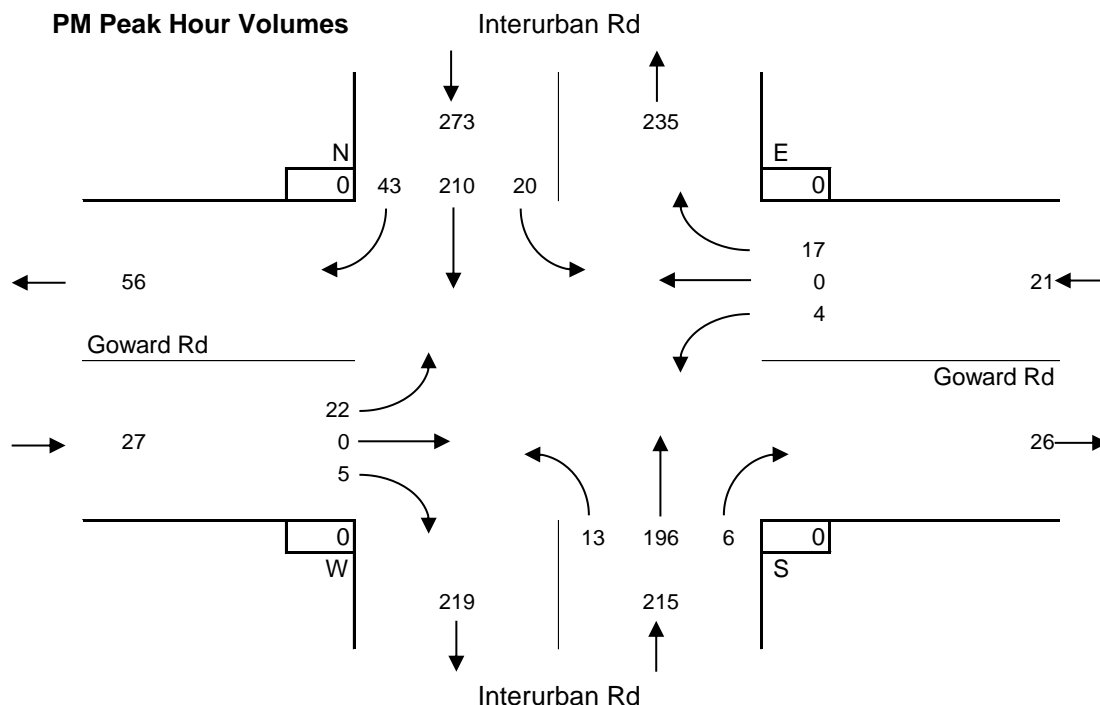 PM Peak Hour Volumes Interurban Rd
273 235
N E
0 43 210 20 0
17
56 0 21
4
Goward Rd
Goward Rd
22
27 0 26
5
0 13 196 6 0
W S
219 215
Interurban Rd